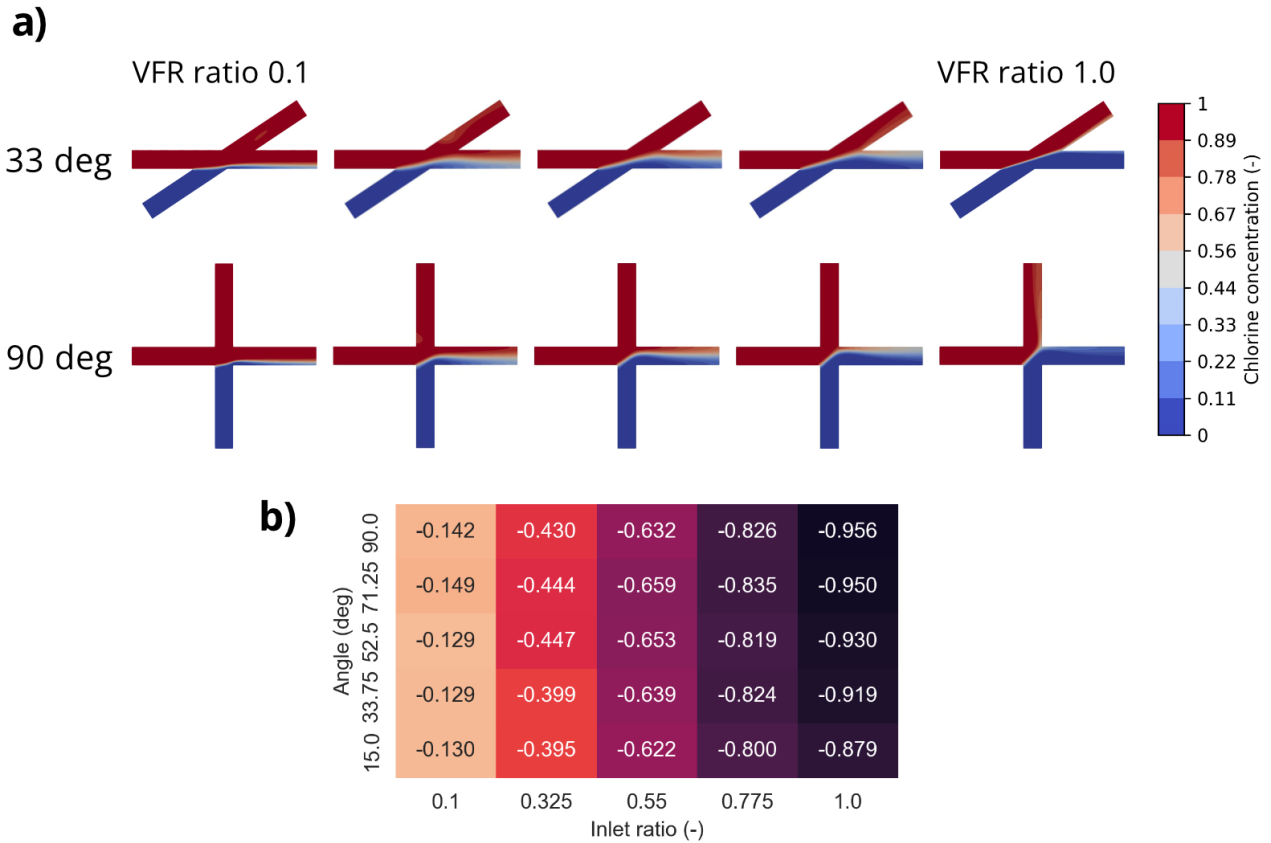 a)
VFR ratio 0.1
VFR ratio 1.0
33 deg
90 deg
1
0.89
0.78
0.67
0.56
0.44
0.33
0.22
0.11
0
Chlorine concentration (-)
b)
Angle (deg)
90.0
-0.142 -0.430 -0.632 -0.826 -0.956
71.25
-0.149 -0.444 -0.659 -0.835 -0.950
52.5
-0.129 -0.447 -0.653 -0.819 -0.930
33.75
-0.129 -0.399 -0.639 -0.824 -0.919
15.0
-0.130 -0.395 -0.622 -0.800 -0.879
0.1 0.325 0.55 0.775 1.0
Inlet ratio (-)